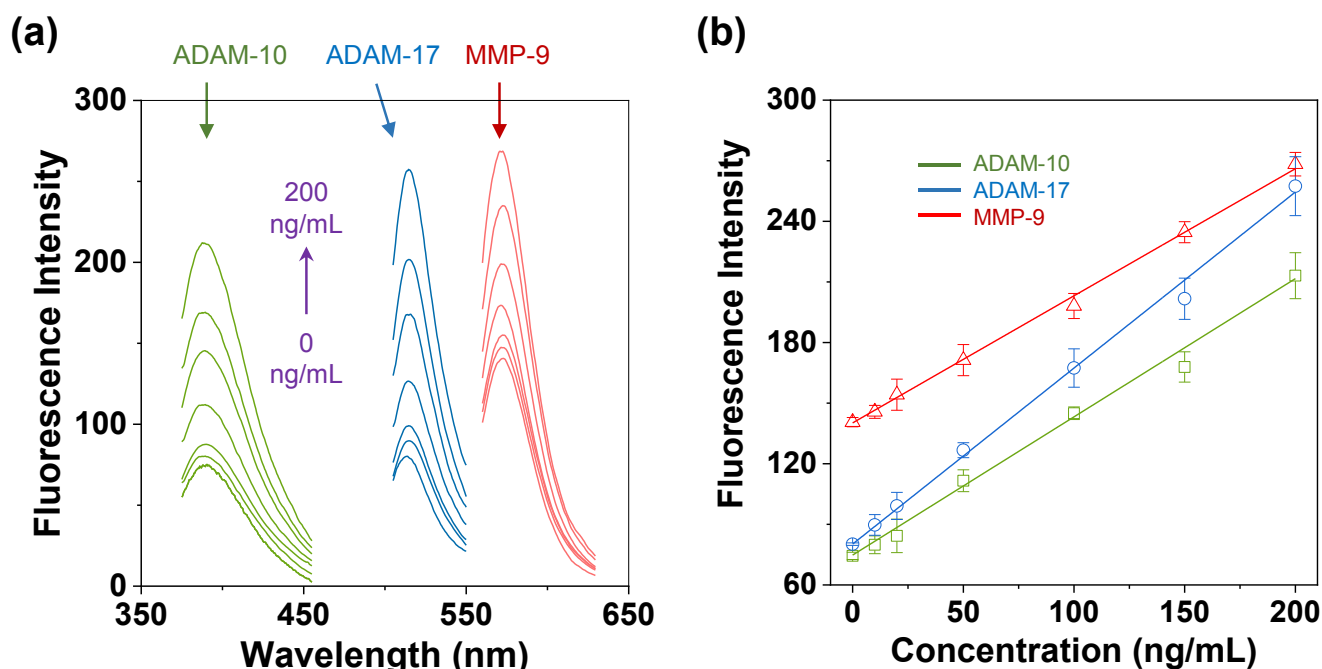 (a)
ADAM-10
ADAM-17
MMP-9
300
200
100
0
Fluorescence Intensity
200
ng/mL
0
ng/mL
350
450
550
650
Wavelength (nm)
(b)
300
240
180
120
60
Fluorescence Intensity
ADAM-10
ADAM-17
MMP-9
0
50
100
150
200
Concentration (ng/mL)